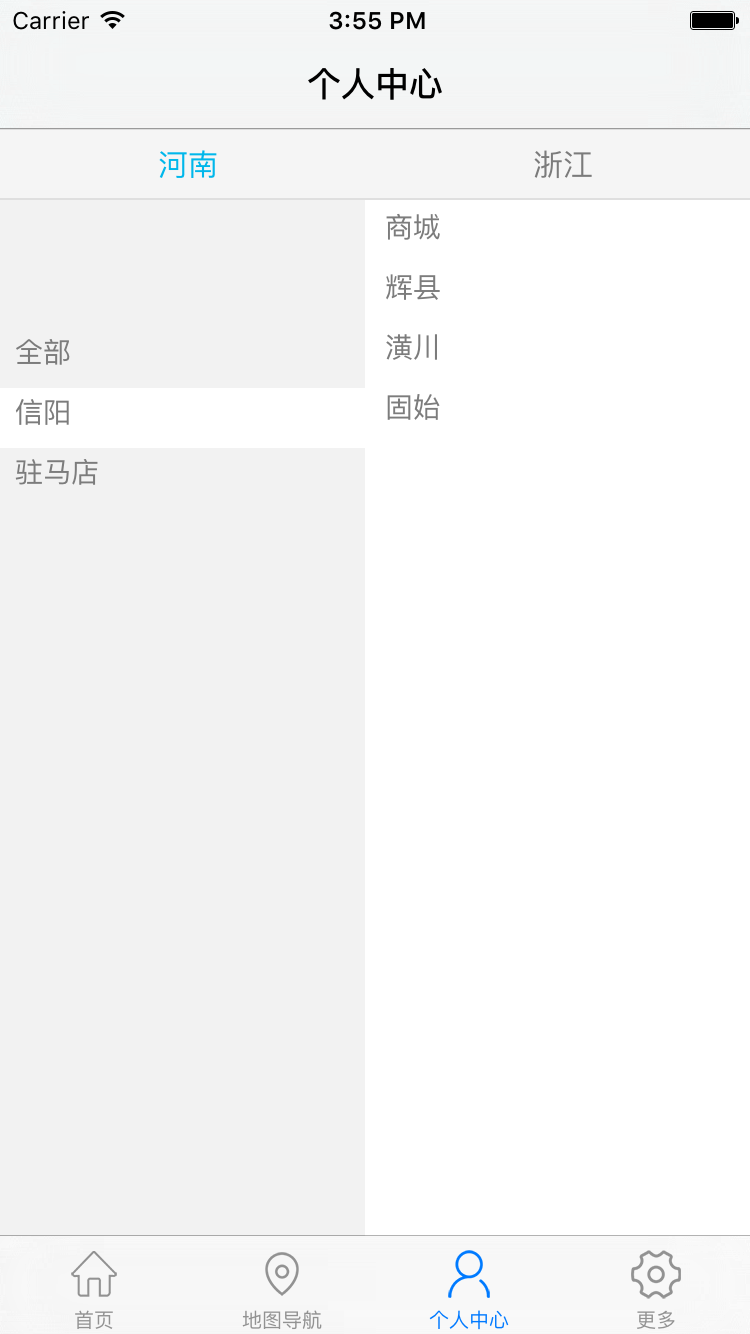 Carrier 3:55 PM
个人中心
河南 浙江
全部
信阳
驻马店
商城
辉县
潢川
固始
首页 地图导航 个人中心 更多